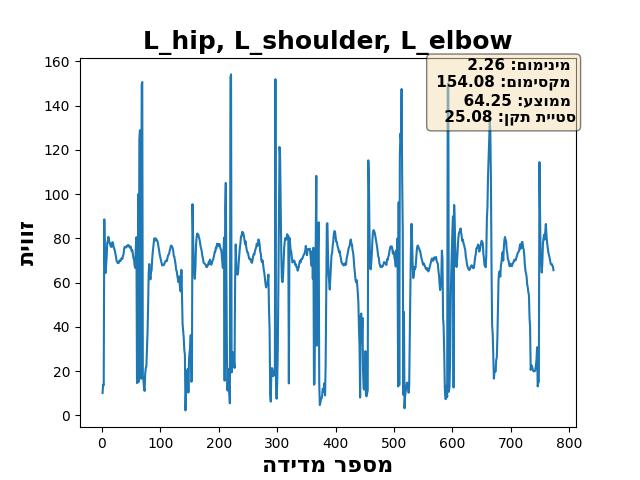 L_hip, L_shoulder, L_elbow
מינימום: 2.26
מקסימום: 154.08
ממוצע: 64.25
סטיית תקן: 25.08
זווית
160
140
120
100
80
60
40
20
0
0 100 200 300 400 500 600 700 800
מספר מדידה